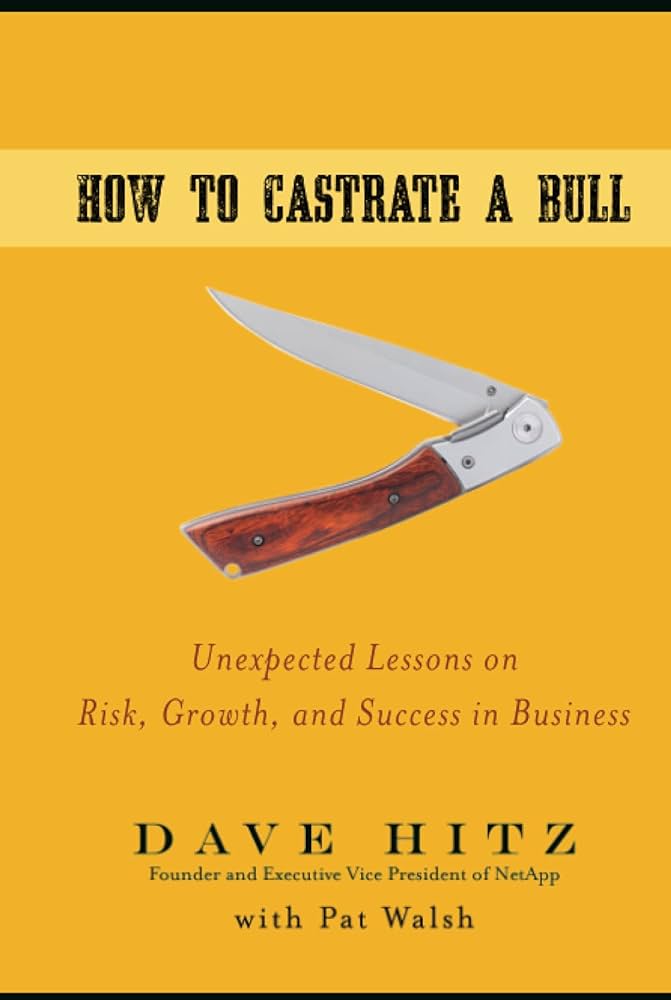 HOW TO CASTRATE A BULL
Unexpected Lessons on
Risk, Growth, and Success in Business
DAVE HITZ
Founder and Executive Vice President of NetApp
with Pat Walsh